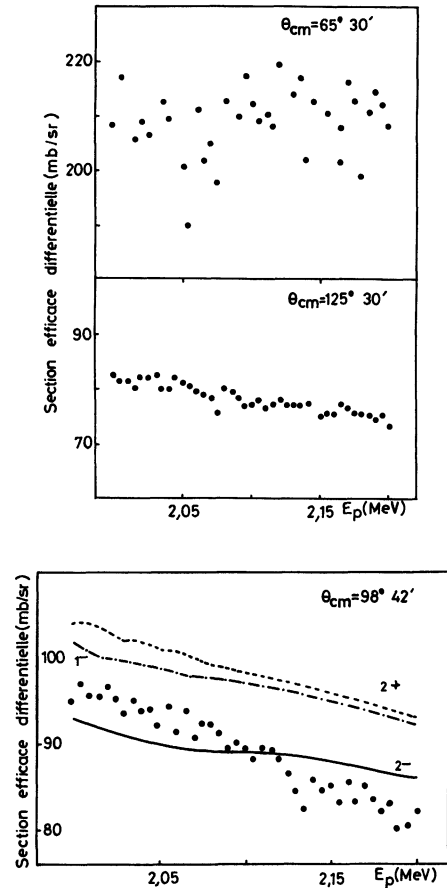 θcm=65° 30′
220
200
Section efficace differentielle (mb/sr)
θcm=125° 30′
90
70
2,05
2,15
Ep(MeV)
θcm=98° 42′
100
90
80
1−
2+
2−
Section efficace differentielle(mb/sr)
2,05
2,15
Ep(MeV)